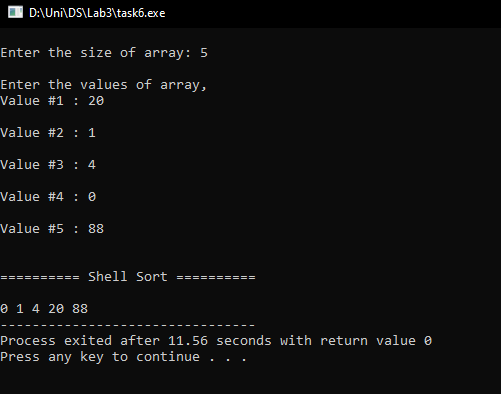 D:\Uni\DS\Lab3\task6.exe
Enter the size of array: 5
Enter the values of array,
Value #1 : 20
Value #2 : 1
Value #3 : 4
Value #4 : 0
Value #5 : 88
========== Shell Sort ==========
0 1 4 20 88
--------------------------------
Process exited after 11.56 seconds with return value 0
Press any key to continue . . .